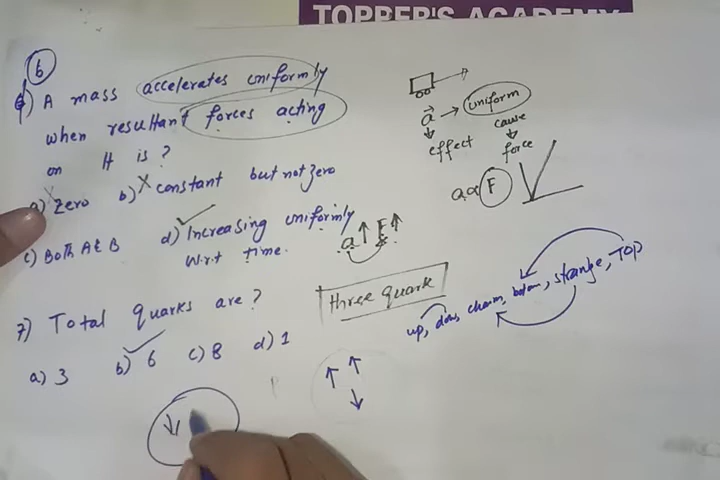 TOPPER'S ACADEMY
6
A mass accelerates uniformly
when resultant forces acting
on it is?
a) Zero b) constant but not zero
c) Both A & B d) Increasing uniformly
w.r.t time.
a → uniform
effect cause
force
a α F
a↑ F↑
7) Total quarks are?
a) 3 b) 6 c) 8 d) 1
three quark
up, down, charm, bottom, strange, TOP